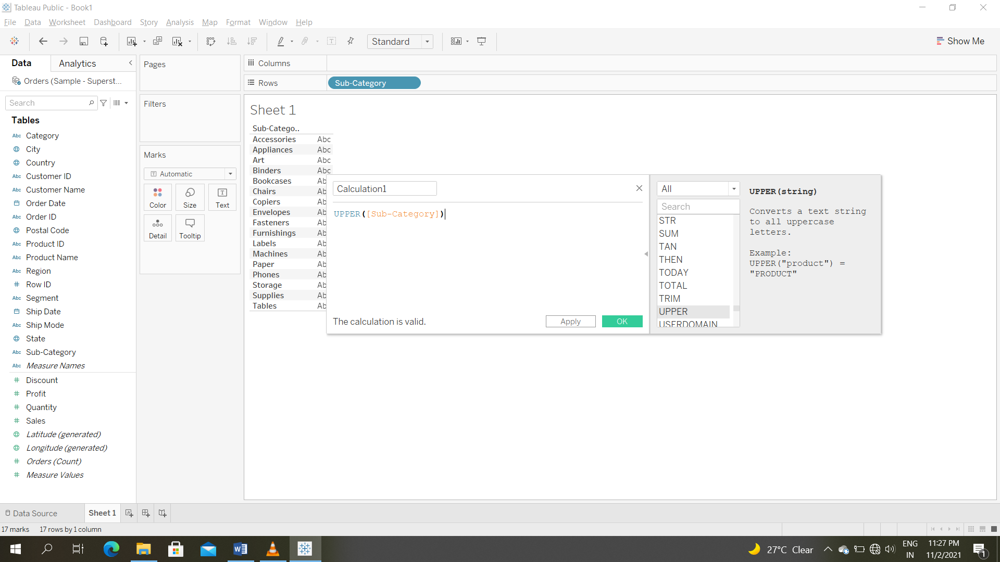 Tableau Public - Book1
File Data Worksheet Dashboard Story Analysis Map Format Window Help
Standard
Show Me
Data
Analytics
Orders (Sample - Superst...
Search
Tables
Abc Category
City
Country
Abc Customer ID
Abc Customer Name
Order Date
Abc Order ID
Postal Code
Abc Product ID
Abc Product Name
Abc Region
# Row ID
Abc Segment
Ship Date
Abc Ship Mode
State
Abc Sub-Category
Abc Measure Names
# Discount
# Profit
# Quantity
# Sales
Latitude (generated)
Longitude (generated)
# Orders (Count)
# Measure Values
Pages
Filters
Marks
Automatic
Color
Size
Text
Detail
Tooltip
Columns
Rows
Sub-Category
Sheet 1
Sub-Catego..
Accessories Abc
Appliances Abc
Art Abc
Binders Abc
Bookcases Ab
Chairs Ab
Copiers Ab
Envelopes Ab
Fasteners Ab
Furnishings Ab
Labels Ab
Machines Ab
Paper Ab
Phones Ab
Storage Ab
Supplies Ab
Tables Ab
Calculation1
UPPER([Sub-Category])
The calculation is valid.
Apply
OK
All
Search
STR
SUM
TAN
THEN
TODAY
TOTAL
TRIM
UPPER
USERDOMAIN
UPPER(string)
Converts a text string
to all uppercase
letters.
Example:
UPPER("product") =
"PRODUCT"
Data Source
Sheet 1
17 marks 17 rows by 1 column
27°C Clear
ENG
IN
11:27 PM
11/2/2021
1